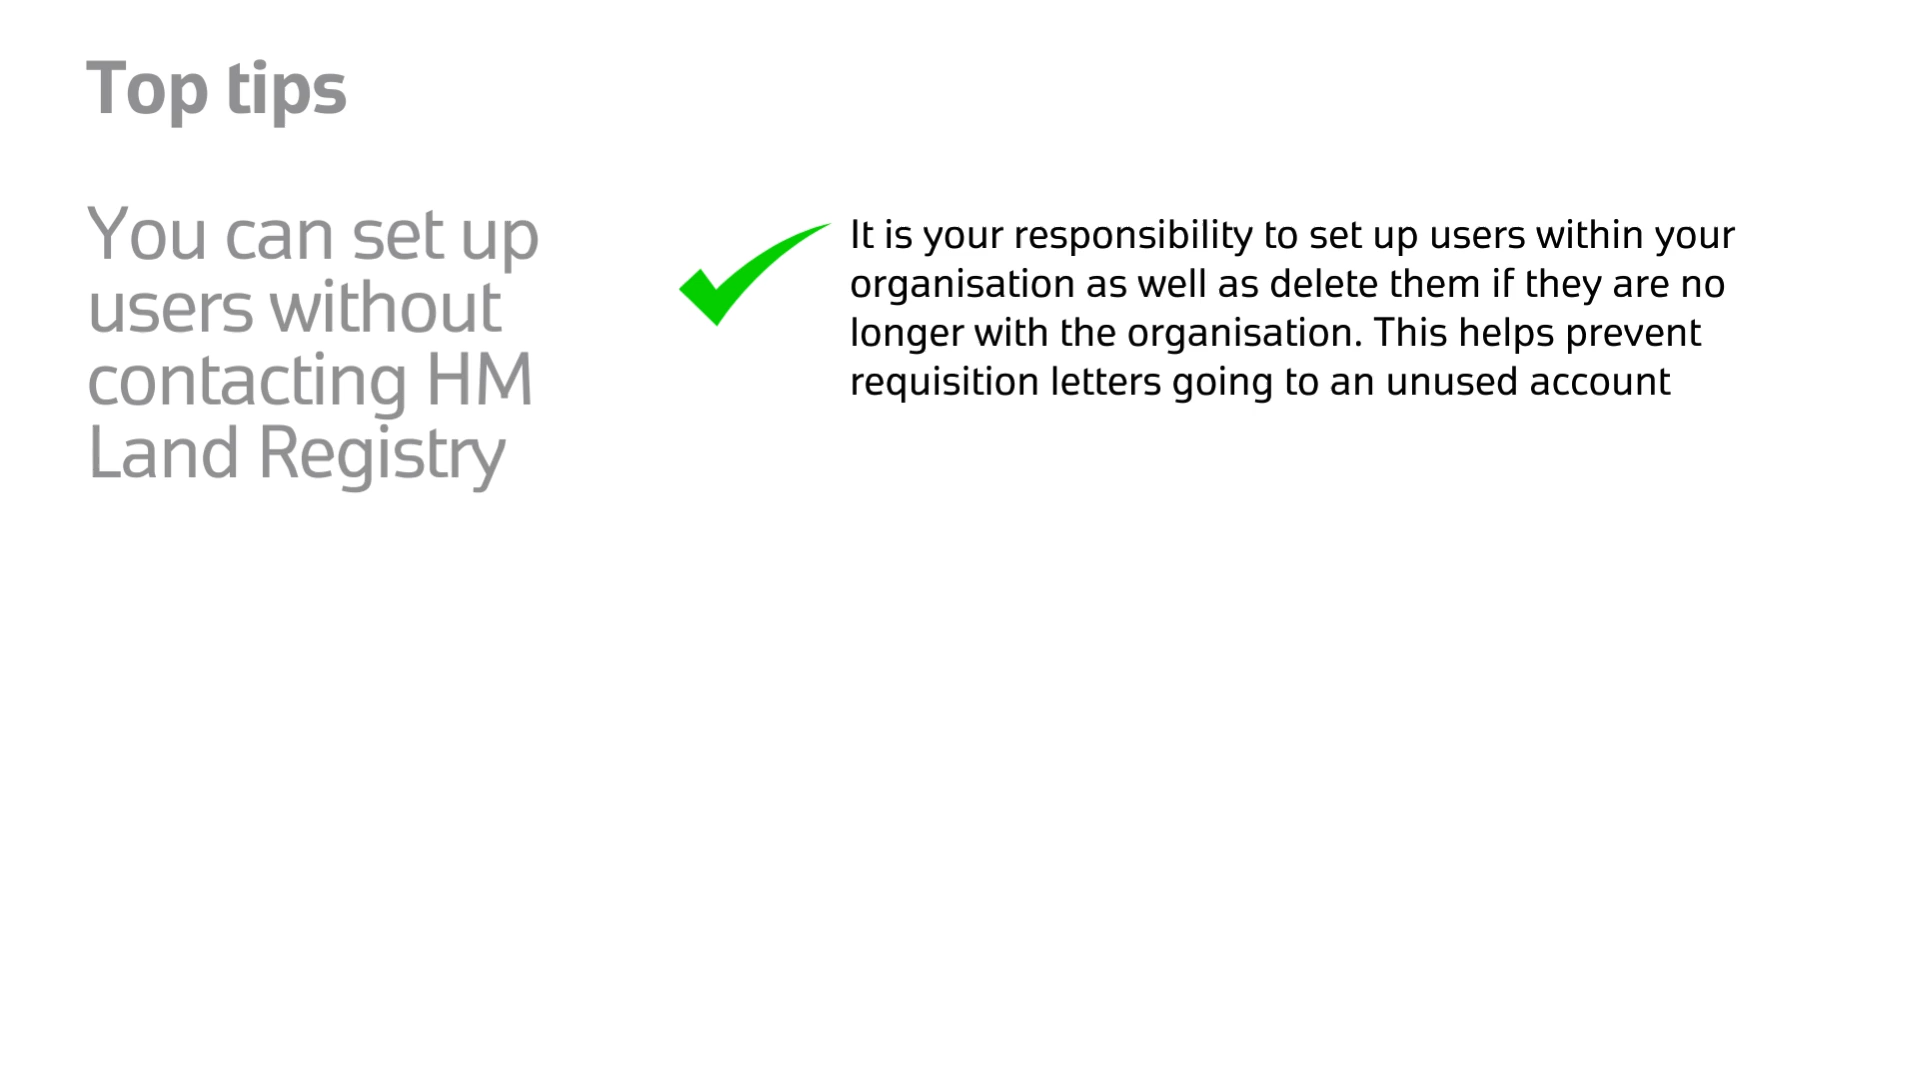 Top tips
You can set up
users without
contacting HM
Land Registry
It is your responsibility to set up users within your
organisation as well as delete them if they are no
longer with the organisation. This helps prevent
requisition letters going to an unused account